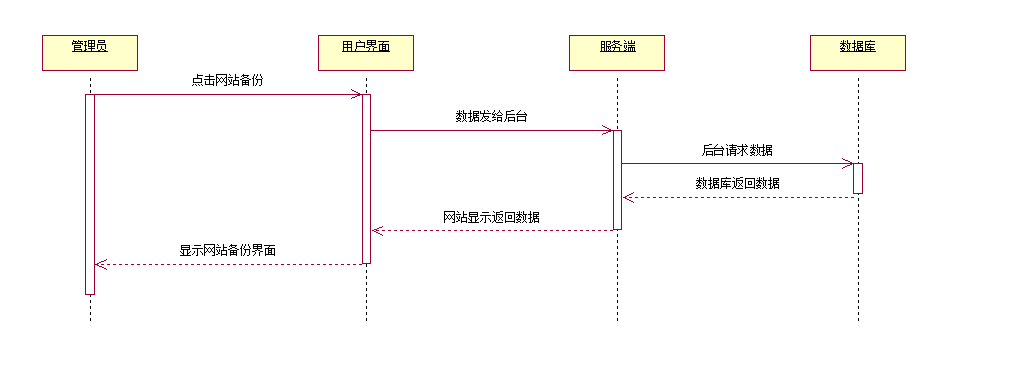 管理员
用户界面
服务端
数据库
点击网站备份
数据发给后台
后台请求数据
数据库返回数据
网站显示返回数据
显示网站备份界面